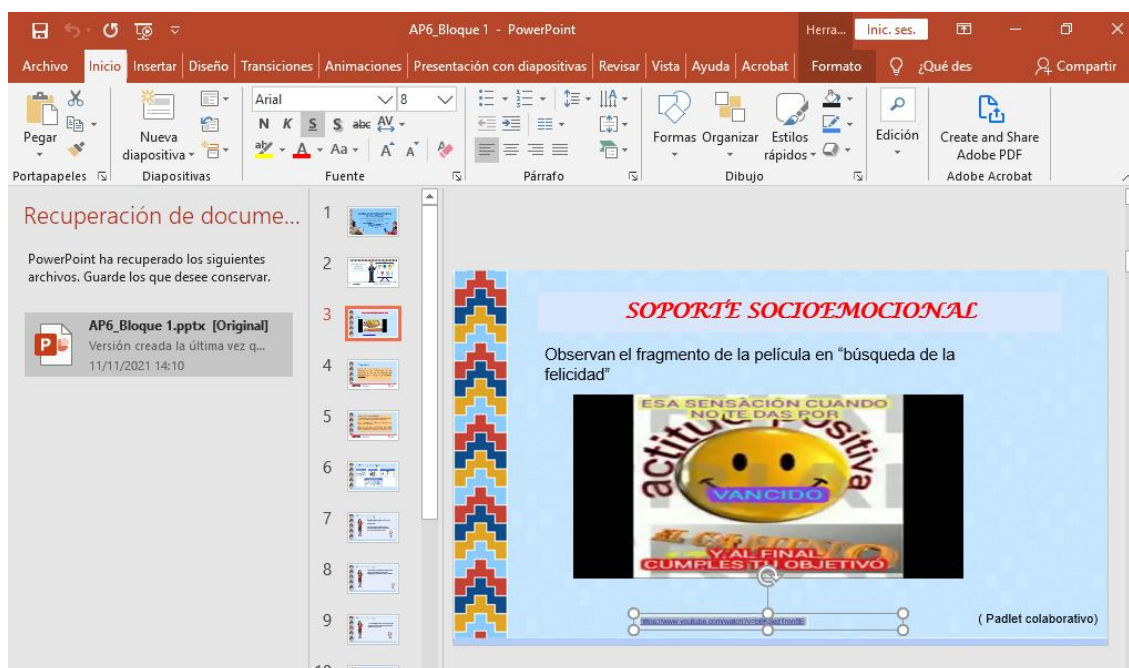 AP6_Bloque 1 - PowerPoint
Herra...
Inic. ses.
Archivo Inicio Insertar Diseño Transiciones Animaciones Presentación con diapositivas Revisar Vista Ayuda Acrobat Formato ¿Qué des Compartir
Pegar
Nueva diapositiva
Arial 8
N K S S abc AV
Aa A A
Formas Organizar Estilos rápidos
Edición
Create and Share Adobe PDF
Portapapeles Diapositivas Fuente Párrafo Dibujo Adobe Acrobat
Recuperación de docume...
PowerPoint ha recuperado los siguientes
archivos. Guarde los que desee conservar.
AP6_Bloque 1.pptx [Original]
Versión creada la última vez q...
11/11/2021 14:10
1
2
3
4
5
6
7
8
9
10
SOPORTE SOCIOEMOCIONAL
Observan el fragmento de la película en “búsqueda de la
felicidad”
ESA SENSACIÓN CUANDO
NO TE DAS POR
actitud positiva
VANCIDO
Y AL FINAL
CUMPLES TU OBJETIVO
( Padlet colaborativo)